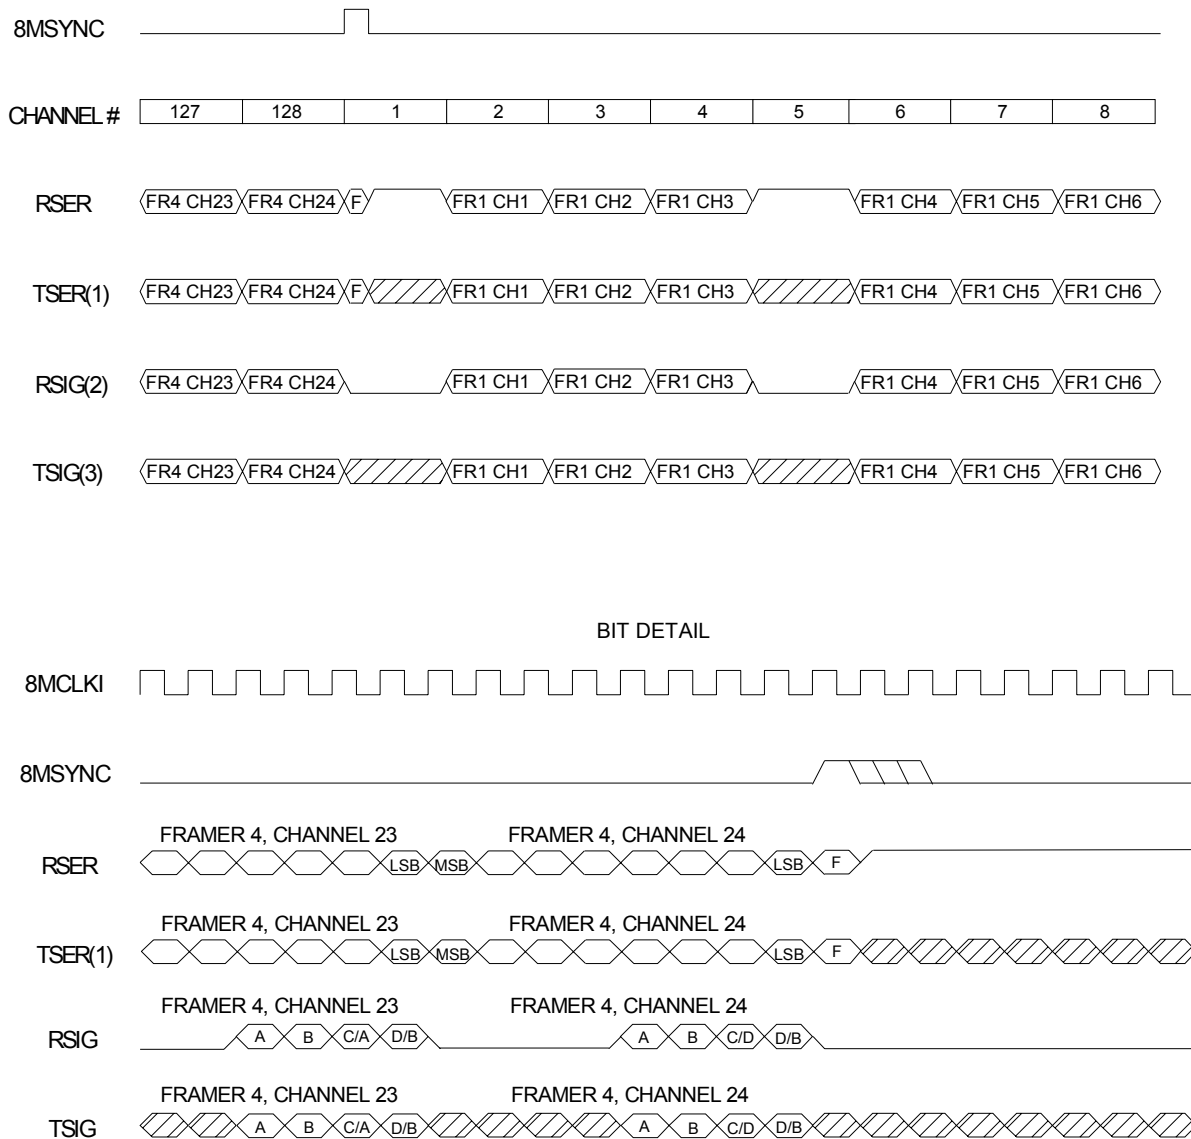 8MSYNC
CHANNEL # 127 128 1 2 3 4 5 6 7 8
RSER FR4 CH23 FR4 CH24 F FR1 CH1 FR1 CH2 FR1 CH3 FR1 CH4 FR1 CH5 FR1 CH6
TSER(1) FR4 CH23 FR4 CH24 F FR1 CH1 FR1 CH2 FR1 CH3 FR1 CH4 FR1 CH5 FR1 CH6
RSIG(2) FR4 CH23 FR4 CH24 FR1 CH1 FR1 CH2 FR1 CH3 FR1 CH4 FR1 CH5 FR1 CH6
TSIG(3) FR4 CH23 FR4 CH24 FR1 CH1 FR1 CH2 FR1 CH3 FR1 CH4 FR1 CH5 FR1 CH6
BIT DETAIL
8MCLKI
8MSYNC
FRAMER 4, CHANNEL 23 FRAMER 4, CHANNEL 24
RSER LSB MSB LSB F
FRAMER 4, CHANNEL 23 FRAMER 4, CHANNEL 24
TSER(1) LSB MSB LSB F
FRAMER 4, CHANNEL 23 FRAMER 4, CHANNEL 24
RSIG A B C/A D/B A B C/D D/B
FRAMER 4, CHANNEL 23 FRAMER 4, CHANNEL 24
TSIG A B C/A D/B A B C/D D/B